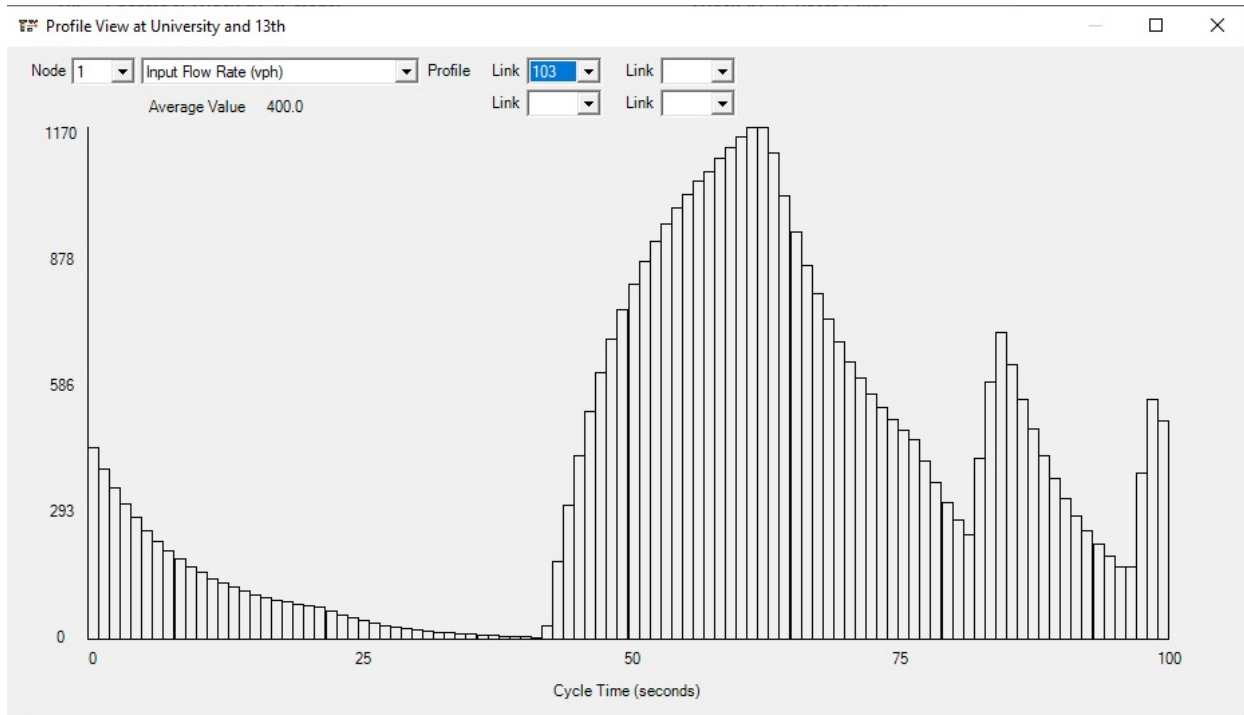 Profile View at University and 13th
Node 1 Input Flow Rate (vph) Profile Link 103 Link
Average Value 400.0 Link Link
1170
878
586
293
0
0 25 50 75 100
Cycle Time (seconds)